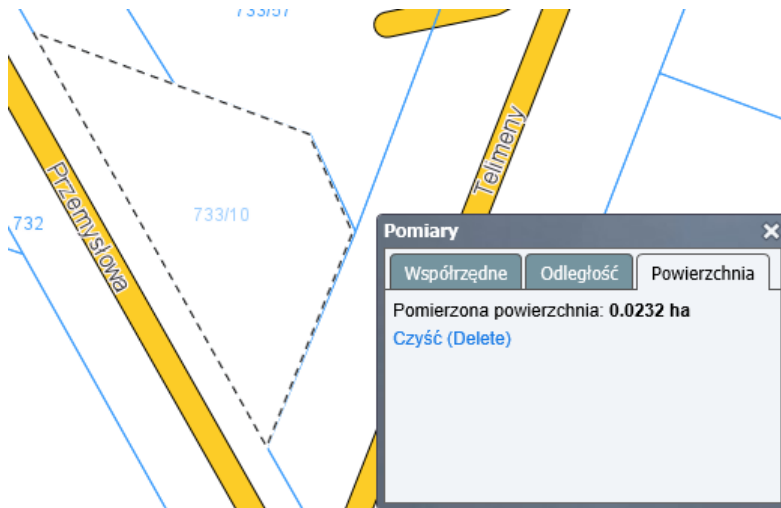 733/57
Przemysłowa
733/10
732
Telimeny
Pomiary
Współrzędne
Odległość
Powierzchnia
Pomierzona powierzchnia: 0.0232 ha
Czyść (Delete)